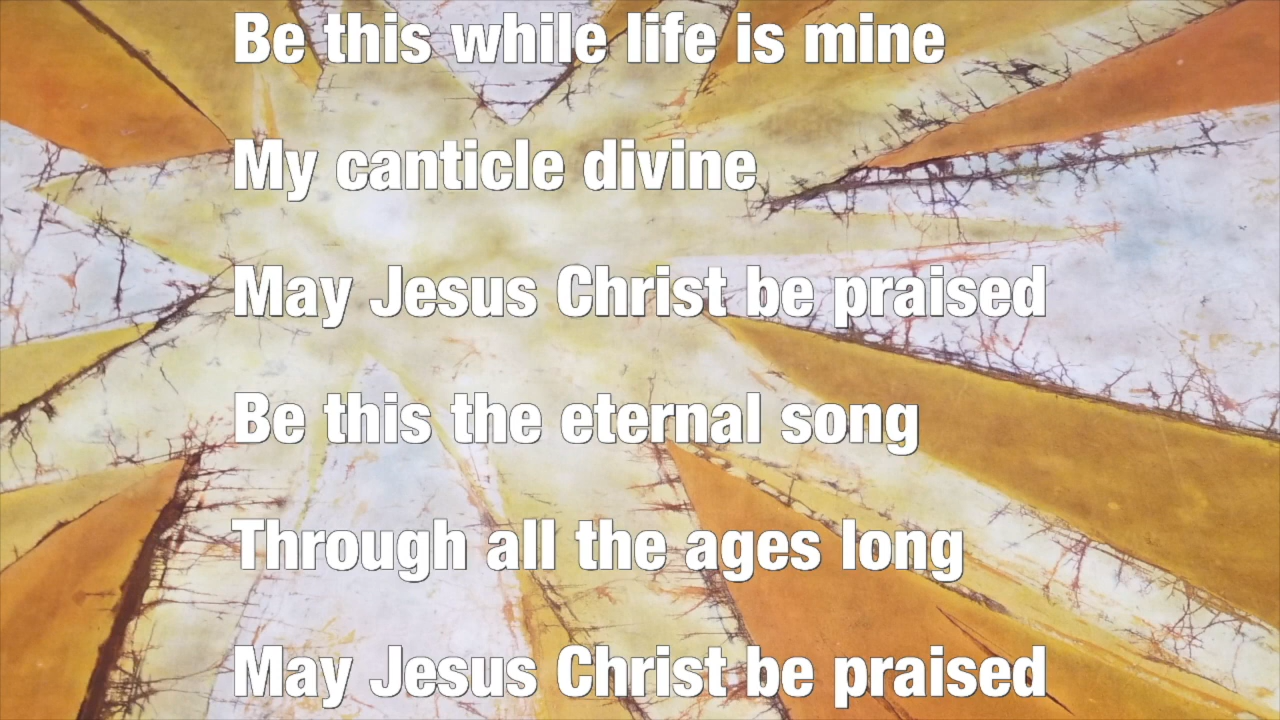 Be this while life is mine
My canticle divine
May Jesus Christ be praised
Be this the eternal song
Through all the ages long
May Jesus Christ be praised